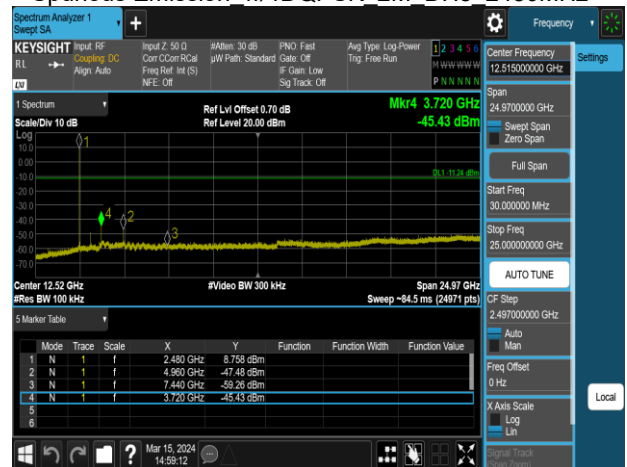 Spectrum Analyzer 1
Swept SA
Frequency
KEYSIGHT
RL
Input: RF
Coupling: DC
Align: Auto
Input Z: 50 Ω
Corr CCorr RCal
Freq Ref: Int (S)
NFE: Off
#Atten: 30 dB
µW Path: Standard
PNO: Fast
Gate: Off
IF Gain: Low
Sig Track: Off
Avg Type: Log-Power
Trig: Free Run
1 2 3 4 5 6
M W W W W W
P N N N N N
1 Spectrum
Scale/Div 10 dB
Ref Lvl Offset 0.70 dB
Ref Level 20.00 dBm
Mkr4 3.720 GHz
-45.43 dBm
Log
10.0
0.00
-10.0
-20.0
-30.0
-40.0
-50.0
-60.0
-70.0
1
2
3
4
DL1 -11.24 dBm
Center 12.52 GHz
#Res BW 100 kHz
#Video BW 300 kHz
Span 24.97 GHz
Sweep ~84.5 ms (24971 pts)
5 Marker Table
Mode Trace Scale X Y Function Function Width Function Value
1 N 1 f 2.480 GHz 8.758 dBm
2 N 1 f 4.960 GHz -47.48 dBm
3 N 1 f 7.440 GHz -59.26 dBm
4 N 1 f 3.720 GHz -45.43 dBm
5
6
Mar 15, 2024
14:59:12
Center Frequency
12.515000000 GHz
Settings
Span
24.9700000 GHz
Swept Span
Zero Span
Full Span
Start Freq
30.000000 MHz
Stop Freq
25.000000000 GHz
AUTO TUNE
CF Step
2.497000000 GHz
Auto
Man
Freq Offset
0 Hz
X Axis Scale
Log
Lin
Local
Signal Track
(Span Zoom)